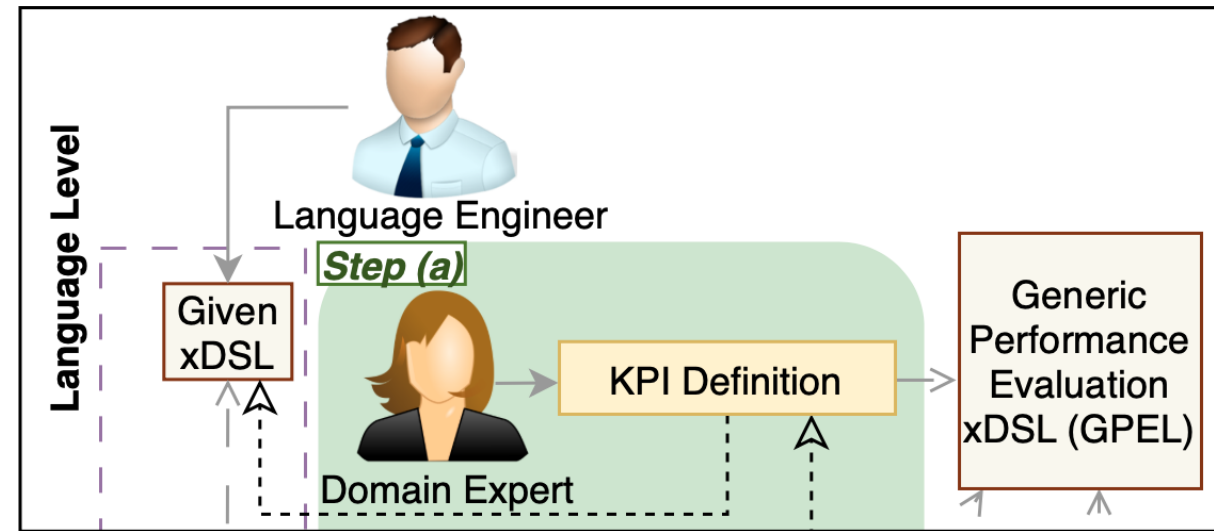 Language Level
Language Engineer
Step (a)
Given
xDSL
KPI Definition
Generic
Performance
Evaluation
xDSL (GPEL)
Domain Expert